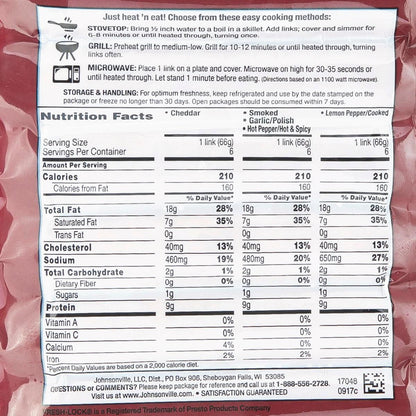 Just heat 'n eat! Choose from these easy cooking methods:
STOVETOP: Bring ½ inch water to a boil in a skillet. Add links; cover and simmer for
6-8 minutes or until heated through, turning often.
GRILL: Preheat grill to medium-low. Grill for 10-12 minutes or until heated through, turning
links often.
MICROWAVE: Place 1 link on a plate and cover. Microwave on high for 30-35 seconds or
until heated through. Let stand 1 minute before eating. (Directions based on an 1100 watt microwave).
STORAGE & HANDLING: For optimum freshness, keep refrigerated and use by the date stamped on the
package or freeze no longer than 30 days. Open packages should be consumed within 7 days.
Nutrition Facts • Cheddar • Smoked • Garlic/Polish • Hot Pepper/Hot & Spicy • Lemon Pepper/Cooked
Serving Size 1 link (66g) 1 link (66g) 1 link (66g)
Servings Per Container 6 6 6
Amount Per Serving
Calories 210 210 210
Calories from Fat 160 160 160
% Daily Value* % Daily Value* % Daily Value*
Total Fat 18g 28% 18g 28% 18g 28%
Saturated Fat 7g 35% 7g 35% 7g 35%
Trans Fat 0g 0g 0g
Cholesterol 40mg 13% 40mg 13% 40mg 13%
Sodium 460mg 19% 480mg 20% 650mg 27%
Total Carbohydrate 2g 1% 2g 1% 2g 1%
Dietary Fiber 0g 0% 0g 0% 0g 0%
Sugars 1g 1g 1g
Protein 9g 9g 9g
Vitamin A 0% 0% 0%
Vitamin C 0% 0% 0%
Calcium 4% 0% 0%
Iron 2% 2% 2%
*Percent Daily Values are based on a 2,000 calorie diet.
Johnsonville, LLC, Dist., PO BOX 906, Sheboygan Falls, WI 53085
QUESTIONS or COMMENTS? Please keep package for reference and call us at 1-888-556-2728.
Visit us at www.Johnsonville.com. • SATISFACTION GUARANTEED
17048
0917c
FRESH-LOCK® is a Registered Trademark of Presto Products Company